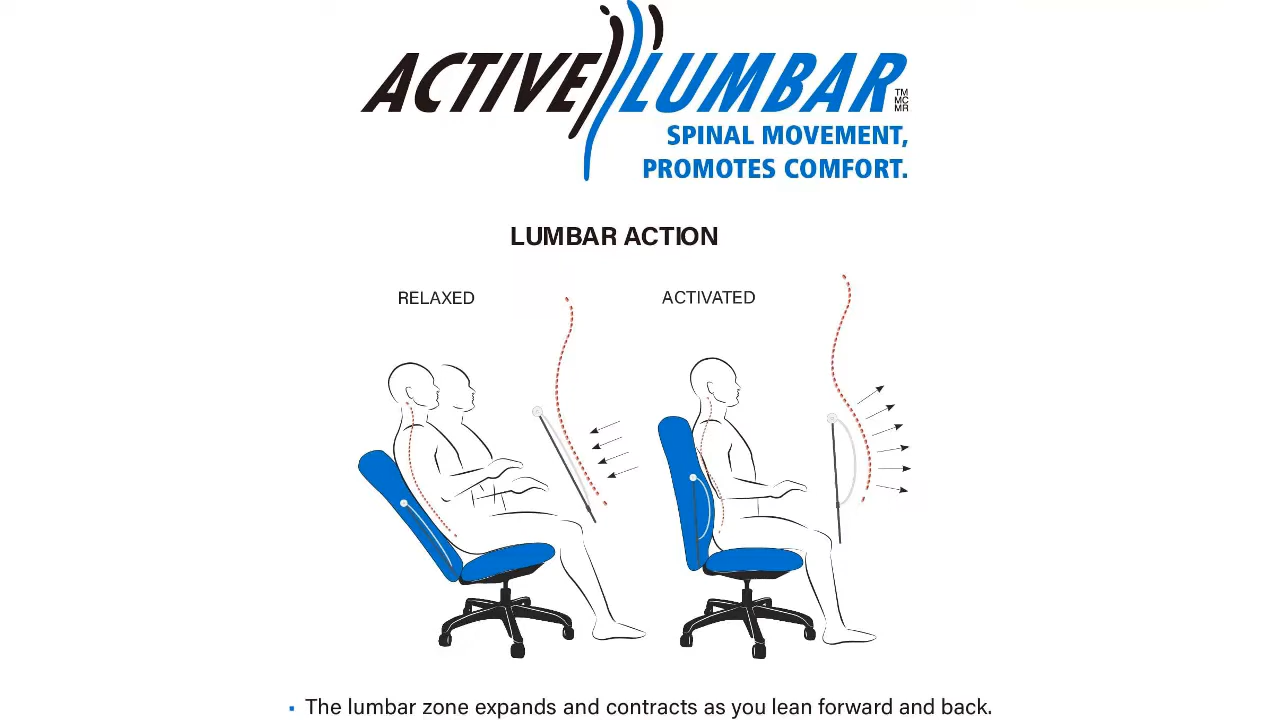 ACTIVE LUMBAR
TM
MC
MR
SPINAL MOVEMENT,
PROMOTES COMFORT.
LUMBAR ACTION
RELAXED
ACTIVATED
▪ The lumbar zone expands and contracts as you lean forward and back.